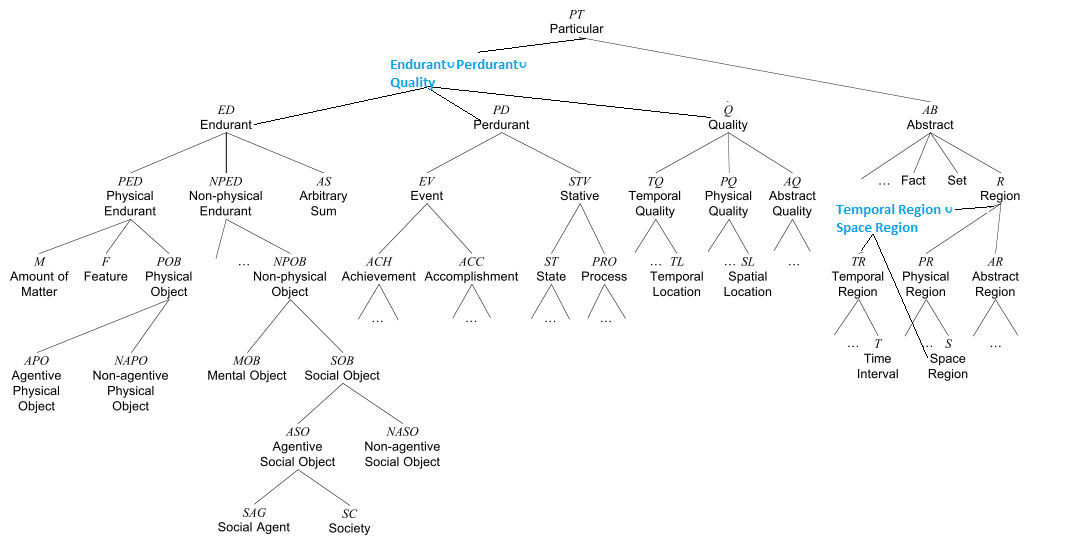 PT
Particular
Endurant∪Perdurant∪
Quality
ED
Endurant
PD
Perdurant
Q
Quality
AB
Abstract
PED
Physical
Endurant
NPED
Non-physical
Endurant
AS
Arbitrary
Sum
EV
Event
STV
Stative
TQ
Temporal
Quality
PQ
Physical
Quality
AQ
Abstract
Quality
...
Fact
Set
R
Region
Temporal Region ∪
Space Region
M
Amount of
Matter
F
Feature
POB
Physical
Object
...
NPOB
Non-physical
Object
ACH
Achievement
ACC
Accomplishment
ST
State
PRO
Process
... TL
Temporal
Location
... SL
Spatial
Location
...
TR
Temporal
Region
PR
Physical
Region
AR
Abstract
Region
...
...
...
...
... T
Time
Interval
... S
Space
Region
...
APO
Agentive
Physical
Object
NAPO
Non-agentive
Physical
Object
MOB
Mental Object
SOB
Social Object
ASO
Agentive
Social Object
NASO
Non-agentive
Social Object
SAG
Social Agent
SC
Society